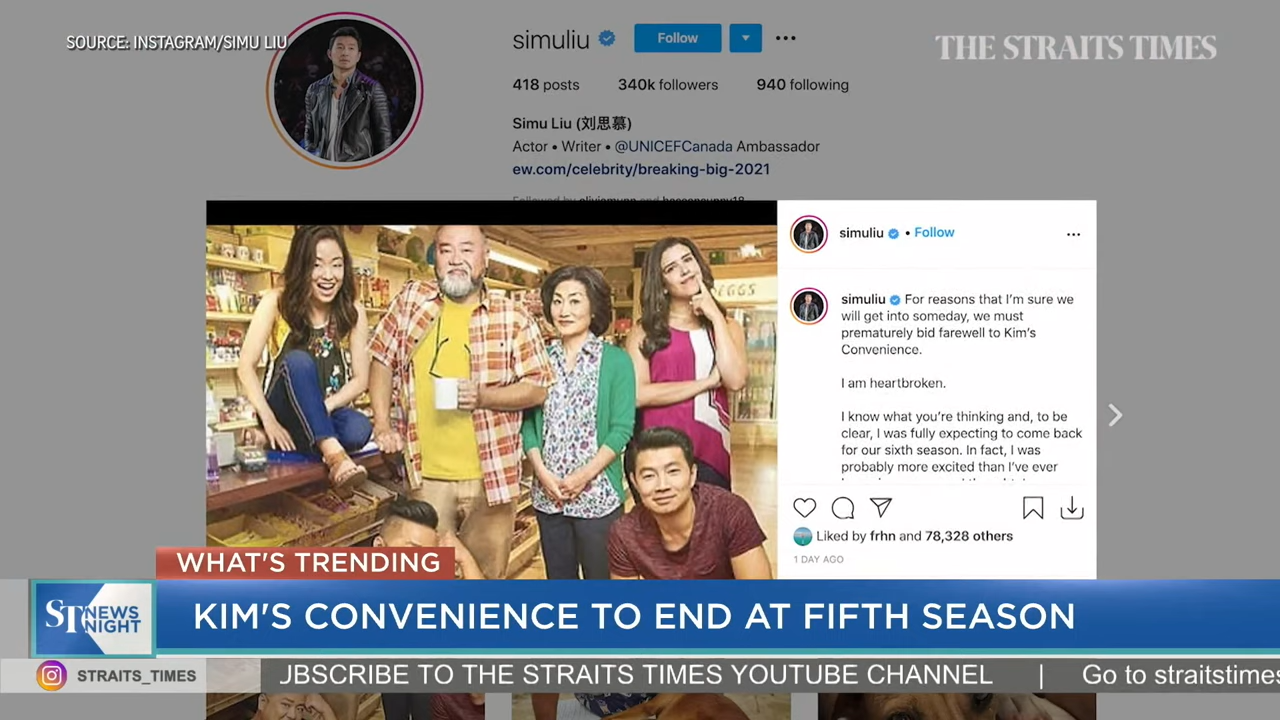 SOURCE: INSTAGRAM/SIMU LIU
simuliu
Follow
THE STRAITS TIMES
418 posts 340k followers 940 following
Simu Liu (刘思慕)
Actor • Writer • @UNICEFCanada Ambassador
ew.com/celebrity/breaking-big-2021
EGGS
simuliu • Follow
simuliu For reasons that I'm sure we
will get into someday, we must
prematurely bid farewell to Kim's
Convenience.
I am heartbroken.
I know what you're thinking and, to be
clear, I was fully expecting to come back
for our sixth season. In fact, I was
probably more excited than I've ever
Liked by frhn and 78,328 others
1 DAY AGO
WHAT'S TRENDING
ST NEWS NIGHT
KIM'S CONVENIENCE TO END AT FIFTH SEASON
STRAITS_TIMES
JBSCRIBE TO THE STRAITS TIMES YOUTUBE CHANNEL | Go to straitstimes